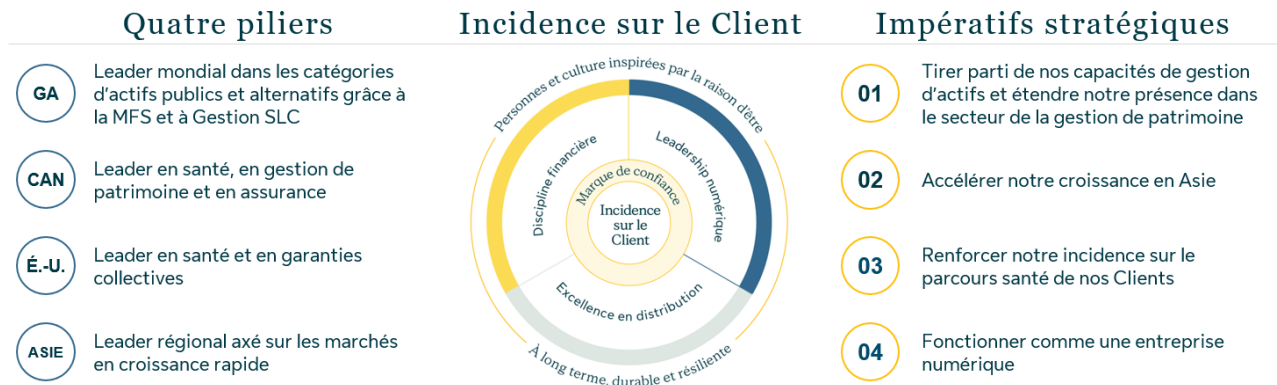 Quatre piliers
GA
Leader mondial dans les catégories
d'actifs publics et alternatifs grâce à
la MFS et à Gestion SLC
CAN
Leader en santé, en gestion de
patrimoine et en assurance
É.-U.
Leader en santé et en garanties
collectives
ASIE
Leader régional axé sur les marchés
en croissance rapide
Incidence sur le Client
Personnes et culture inspirées par la raison d'être
Discipline financière
Leadership numérique
Marque de confiance
Incidence
sur le
Client
Excellence en distribution
À long terme, durable et résiliente
Impératifs stratégiques
01
Tirer parti de nos capacités de gestion
d'actifs et étendre notre présence dans
le secteur de la gestion de patrimoine
02
Accélérer notre croissance en Asie
03
Renforcer notre incidence sur le
parcours santé de nos Clients
04
Fonctionner comme une entreprise
numérique